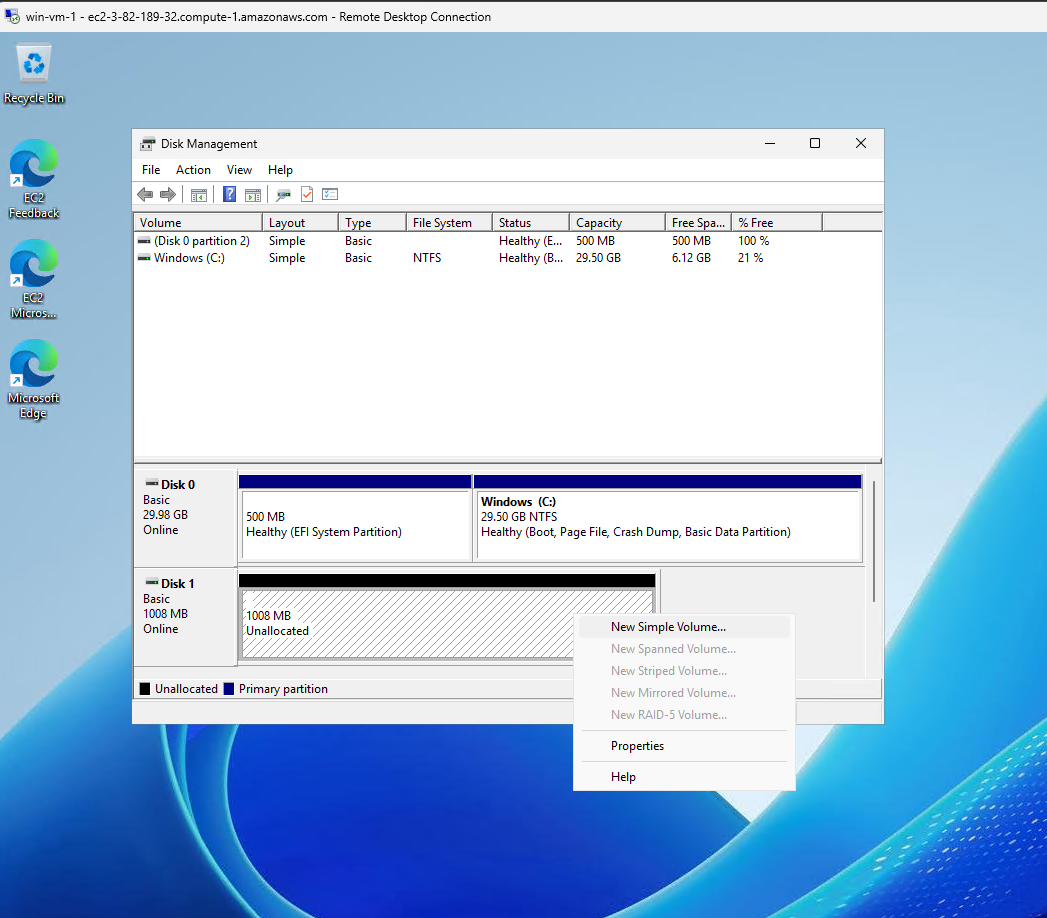 win-vm-1 - ec2-3-82-189-32.compute-1.amazonaws.com - Remote Desktop Connection
Recycle Bin
EC2
Feedback
EC2
Micros...
Microsoft
Edge
Disk Management
File Action View Help
Volume Layout Type File System Status Capacity Free Spa... % Free
(Disk 0 partition 2) Simple Basic Healthy (E... 500 MB 500 MB 100 %
Windows (C:) Simple Basic NTFS Healthy (B... 29.50 GB 6.12 GB 21 %
Disk 0
Basic
29.98 GB
Online
500 MB
Healthy (EFI System Partition)
Windows (C:)
29.50 GB NTFS
Healthy (Boot, Page File, Crash Dump, Basic Data Partition)
Disk 1
Basic
1008 MB
Online
1008 MB
Unallocated
New Simple Volume...
New Spanned Volume...
New Striped Volume...
New Mirrored Volume...
New RAID-5 Volume...
Properties
Help
Unallocated Primary partition